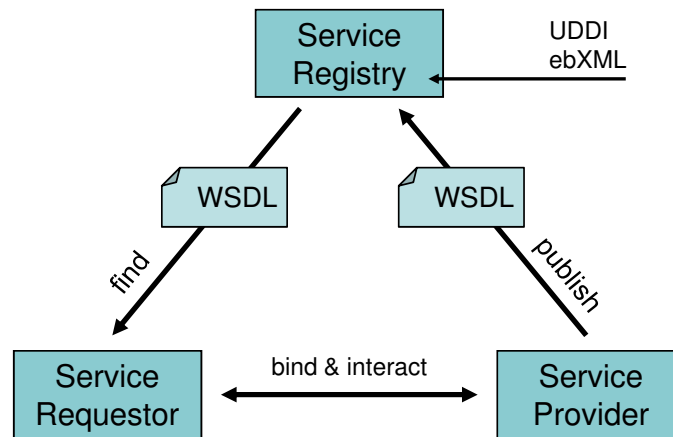 Service
Registry
UDDI
ebXML
WSDL
WSDL
find
publish
Service
Requestor
bind & interact
Service
Provider